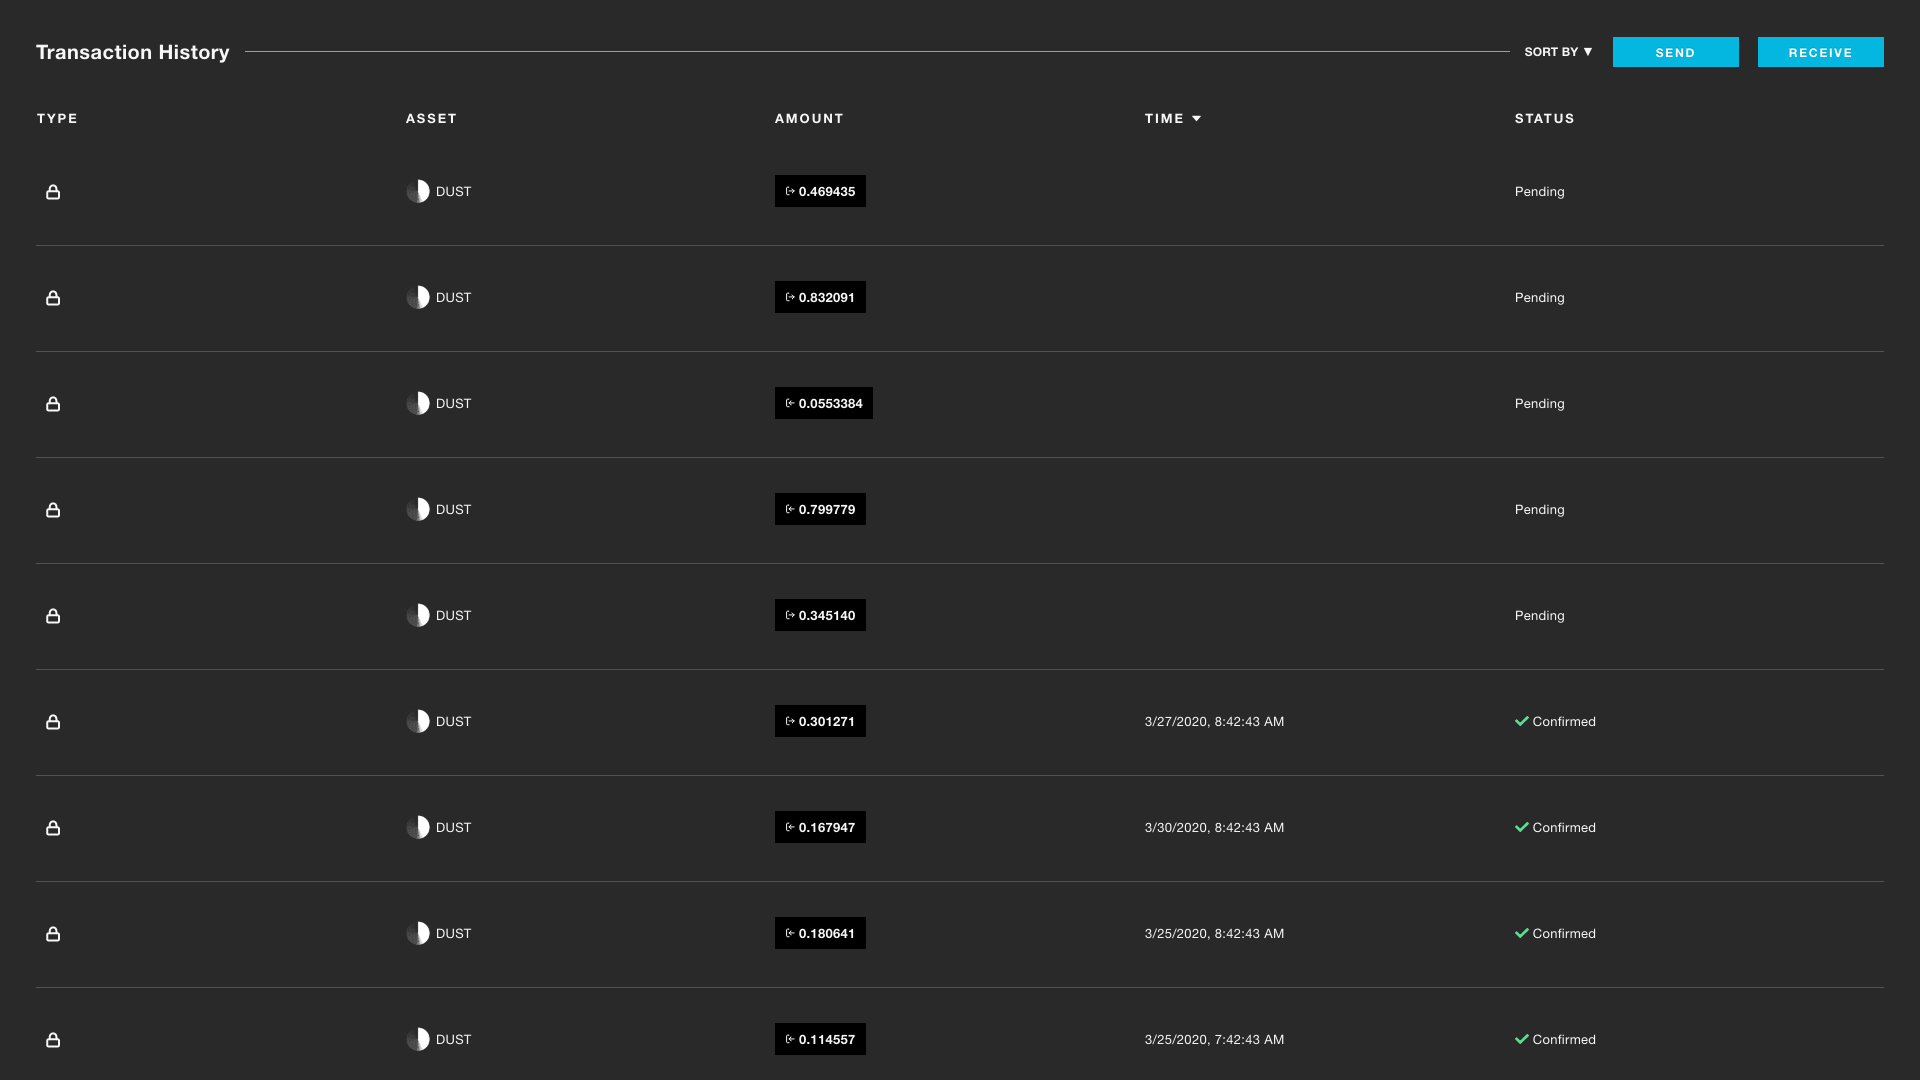 Transaction History SORT BY ▼ SEND RECEIVE
TYPE ASSET AMOUNT TIME STATUS
DUST 0.469435 Pending
DUST 0.832091 Pending
DUST 0.0553384 Pending
DUST 0.799779 Pending
DUST 0.345140 Pending
DUST 0.301271 3/27/2020, 8:42:43 AM Confirmed
DUST 0.167947 3/30/2020, 8:42:43 AM Confirmed
DUST 0.180641 3/25/2020, 8:42:43 AM Confirmed
DUST 0.114557 3/25/2020, 7:42:43 AM Confirmed